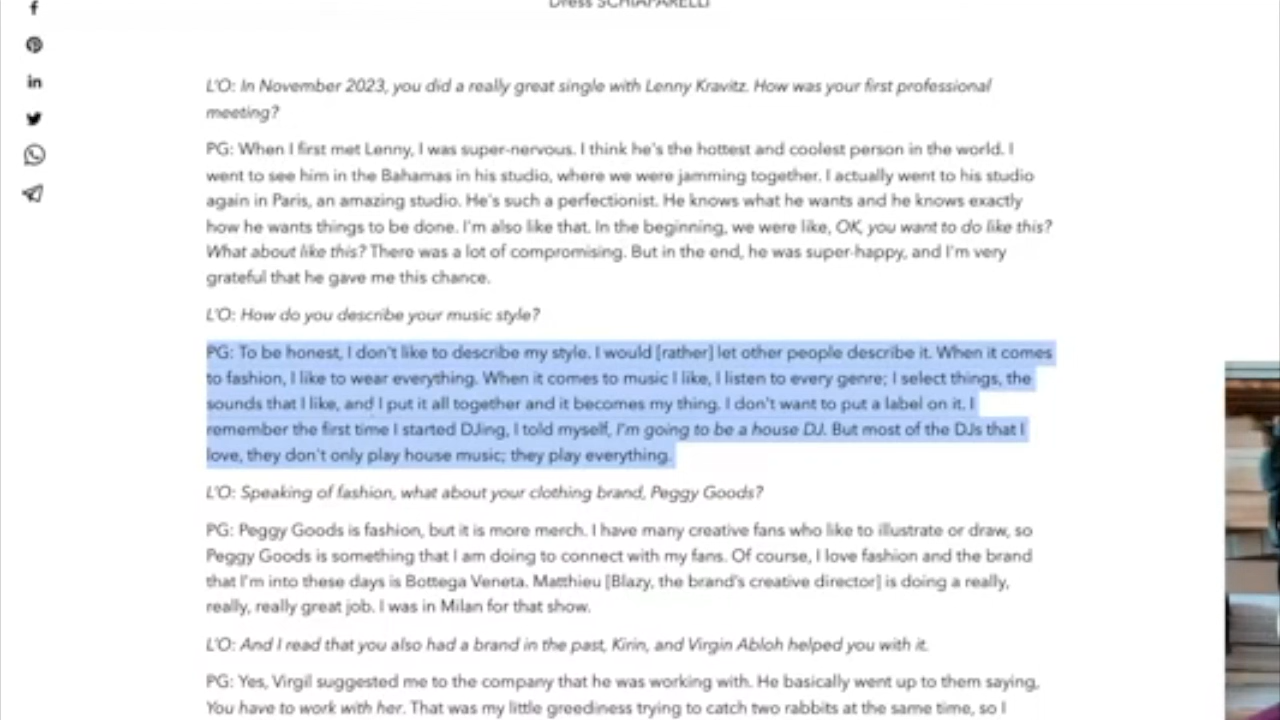 Dress SCHIAPARELLI
L'O: In November 2023, you did a really great single with Lenny Kravitz. How was your first professional
meeting?
PG: When I first met Lenny, I was super-nervous. I think he's the hottest and coolest person in the world. I
went to see him in the Bahamas in his studio, where we were jamming together. I actually went to his studio
again in Paris, an amazing studio. He's such a perfectionist. He knows what he wants and he knows exactly
how he wants things to be done. I'm also like that. In the beginning, we were like, OK, you want to do like this?
What about like this? There was a lot of compromising. But in the end, he was super-happy, and I'm very
grateful that he gave me this chance.
L'O: How do you describe your music style?
PG: To be honest, I don't like to describe my style. I would [rather] let other people describe it. When it comes
to fashion, I like to wear everything. When it comes to music I like, I listen to every genre; I select things, the
sounds that I like, and I put it all together and it becomes my thing. I don't want to put a label on it. I
remember the first time I started DJing, I told myself, I'm going to be a house DJ. But most of the DJs that I
love, they don't only play house music; they play everything.
L'O: Speaking of fashion, what about your clothing brand, Peggy Goods?
PG: Peggy Goods is fashion, but it is more merch. I have many creative fans who like to illustrate or draw, so
Peggy Goods is something that I am doing to connect with my fans. Of course, I love fashion and the brand
that I'm into these days is Bottega Veneta. Matthieu [Blazy, the brand's creative director] is doing a really,
really, really great job. I was in Milan for that show.
L'O: And I read that you also had a brand in the past, Kirin, and Virgin Abloh helped you with it.
PG: Yes, Virgil suggested me to the company that he was working with. He basically went up to them saying,
You have to work with her. That was my little greediness trying to catch two rabbits at the same time, so I